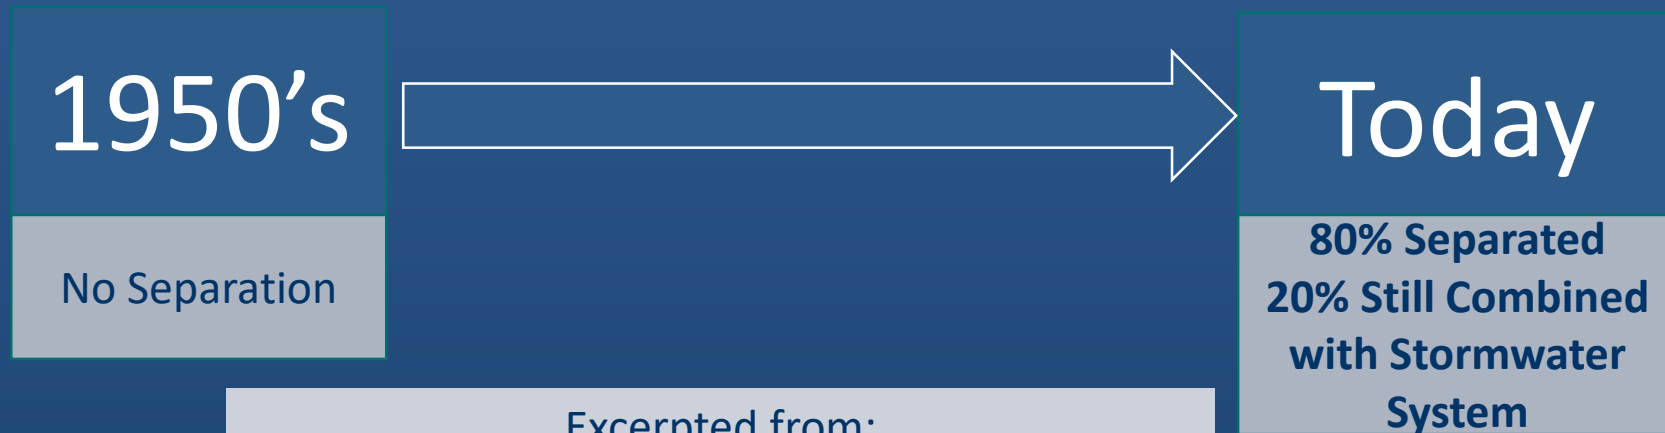 1950’s
No Separation
Today
80% Separated
20% Still Combined
with Stormwater
System
Excerpted from: